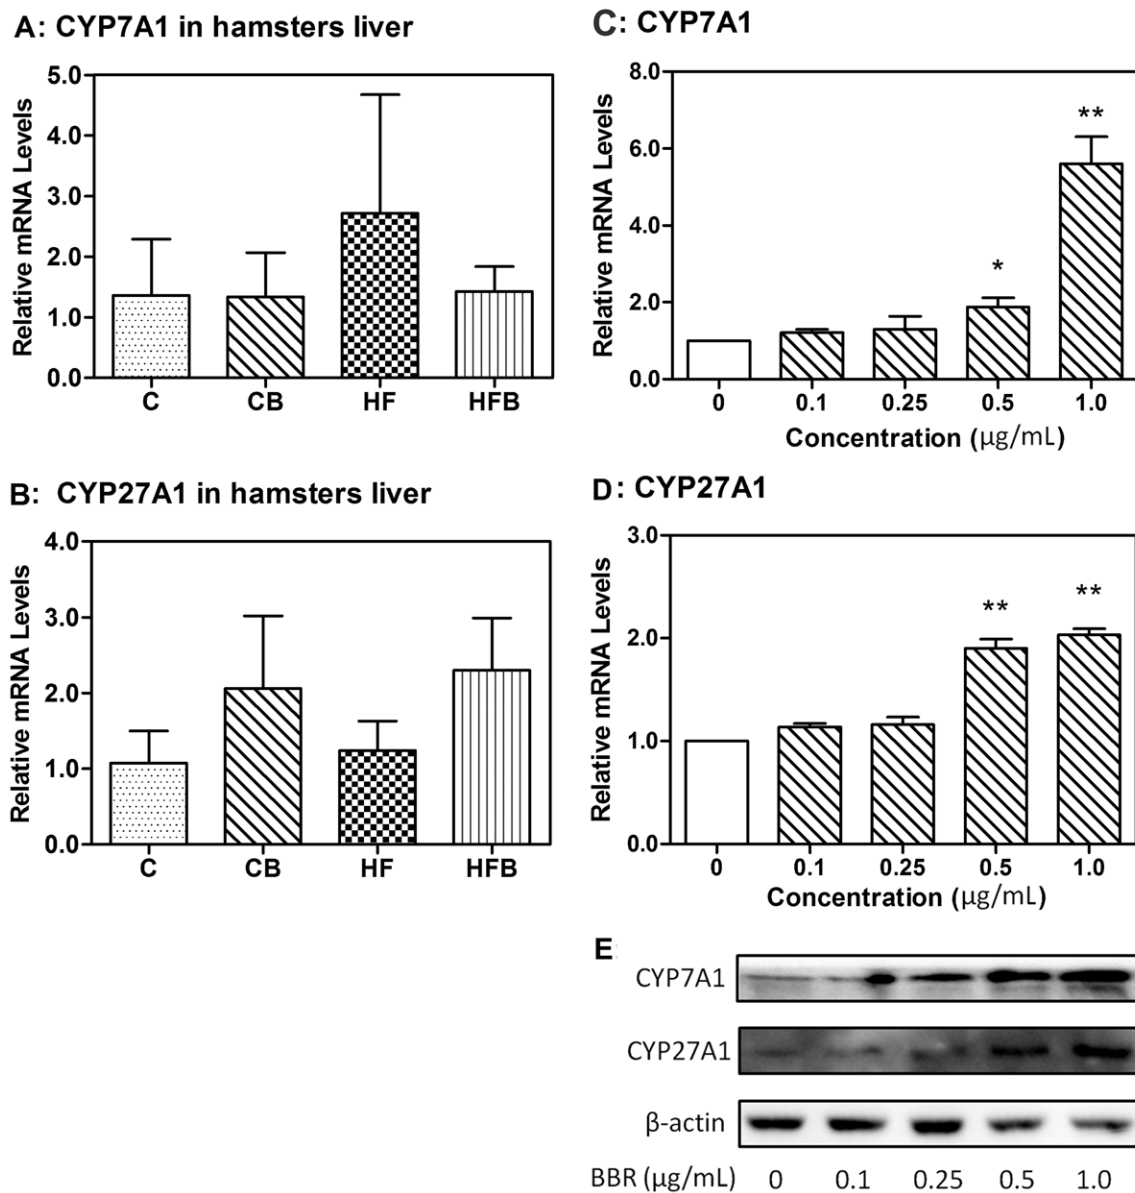 A: CYP7A1 in hamsters liver
Relative mRNA Levels
5.0
4.0
3.0
2.0
1.0
0.0
C CB HF HFB
B: CYP27A1 in hamsters liver
Relative mRNA Levels
4.0
3.0
2.0
1.0
0.0
C CB HF HFB
C: CYP7A1
Relative mRNA Levels
8.0
6.0
4.0
2.0
0.0
* **
0 0.1 0.25 0.5 1.0
Concentration (μg/mL)
D: CYP27A1
Relative mRNA Levels
3.0
2.0
1.0
0.0
** **
0 0.1 0.25 0.5 1.0
Concentration (μg/mL)
E:
CYP7A1
CYP27A1
β-actin
BBR (μg/mL) 0 0.1 0.25 0.5 1.0